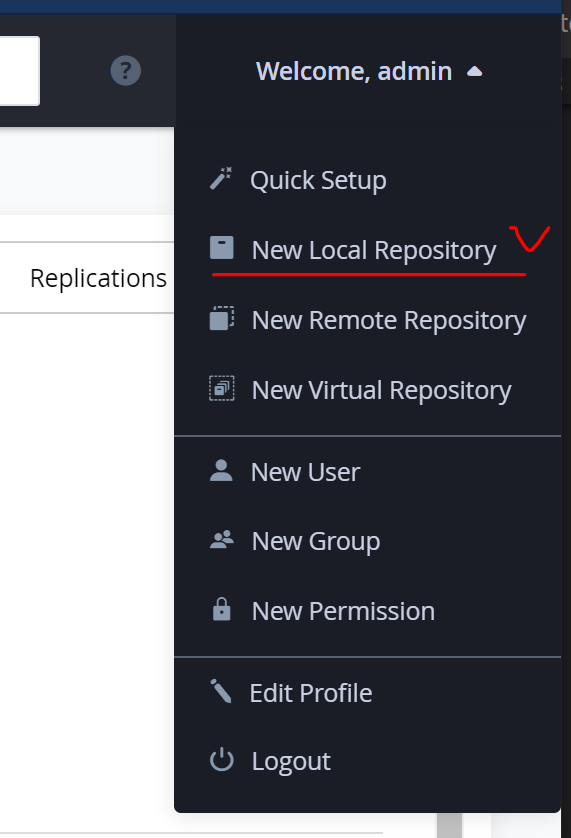 ?
Welcome, admin
Quick Setup
New Local Repository
Replications
New Remote Repository
New Virtual Repository
New User
New Group
New Permission
Edit Profile
Logout